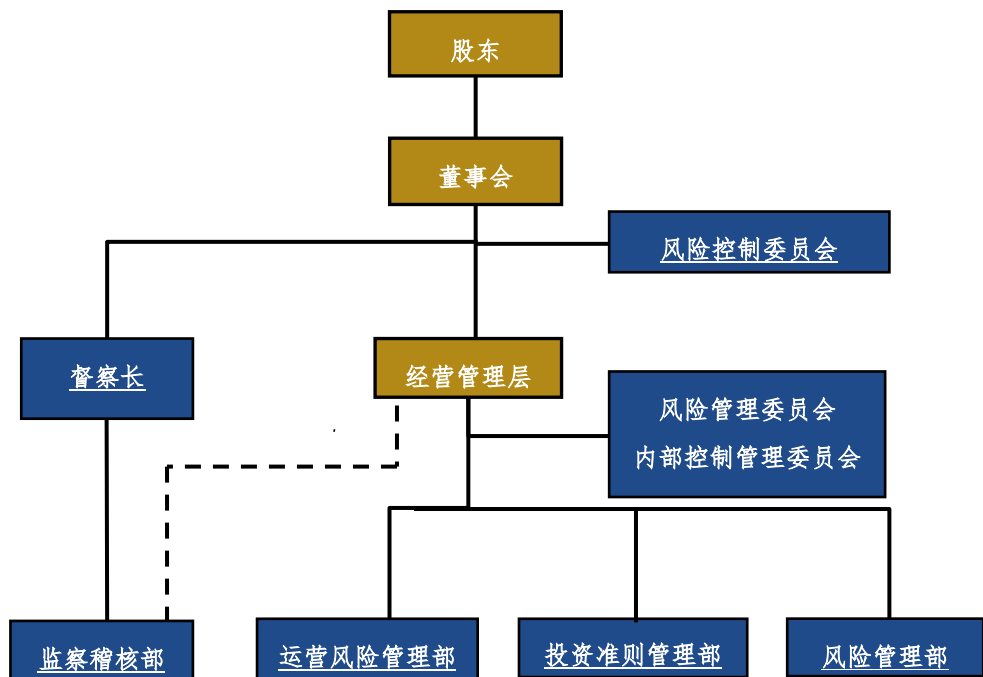 股东
董事会
风险控制委员会
督察长
经营管理层
风险管理委员会
内部控制管理委员会
监察稽核部
运营风险管理部
投资准则管理部
风险管理部